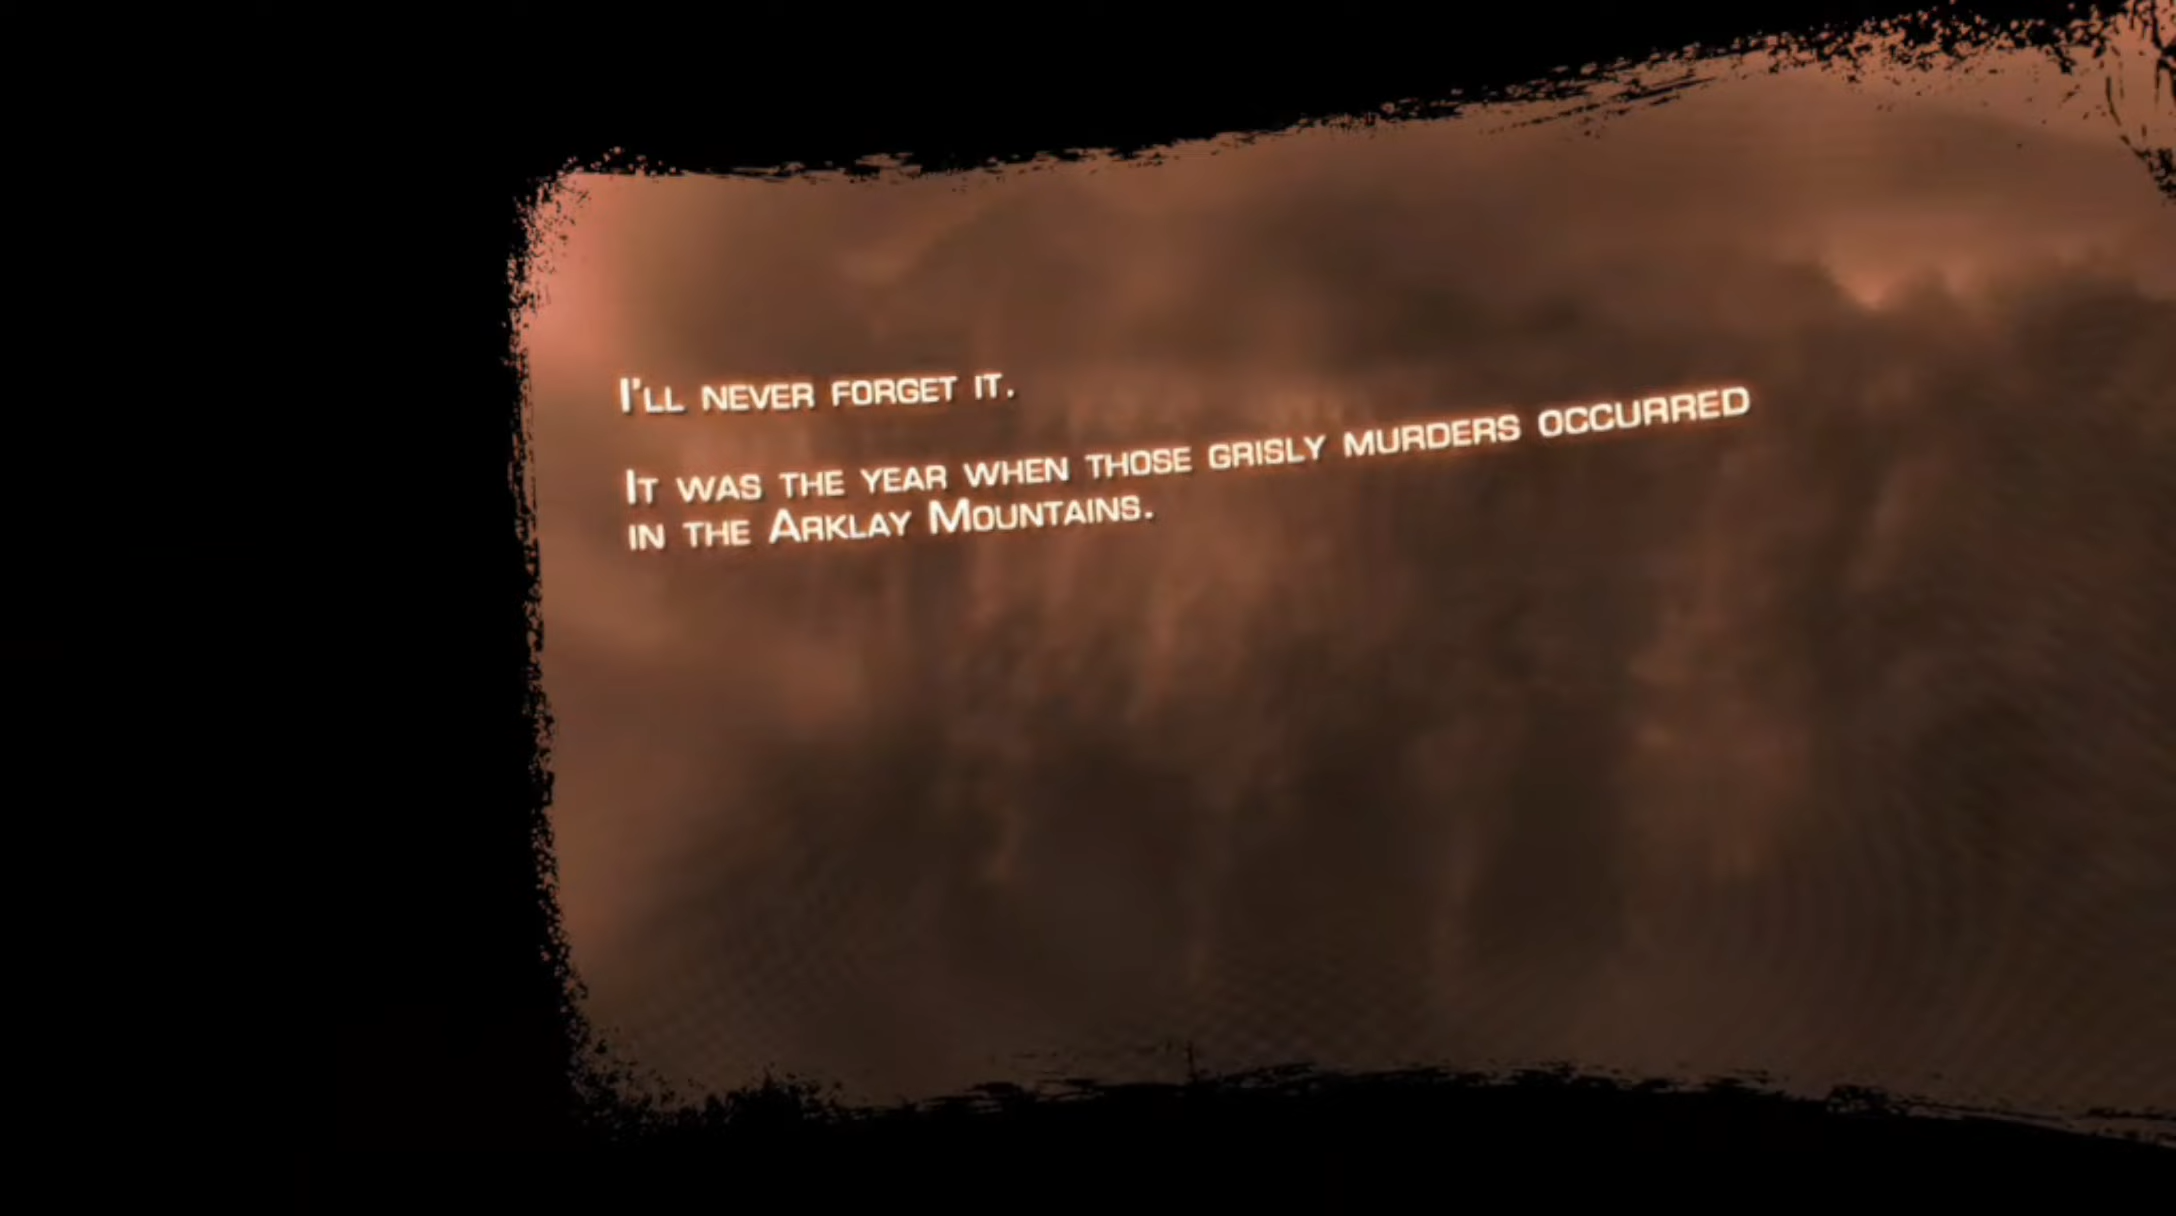 I'll never forget it.
It was the year when those grisly murders occurred
in the Arklay Mountains.